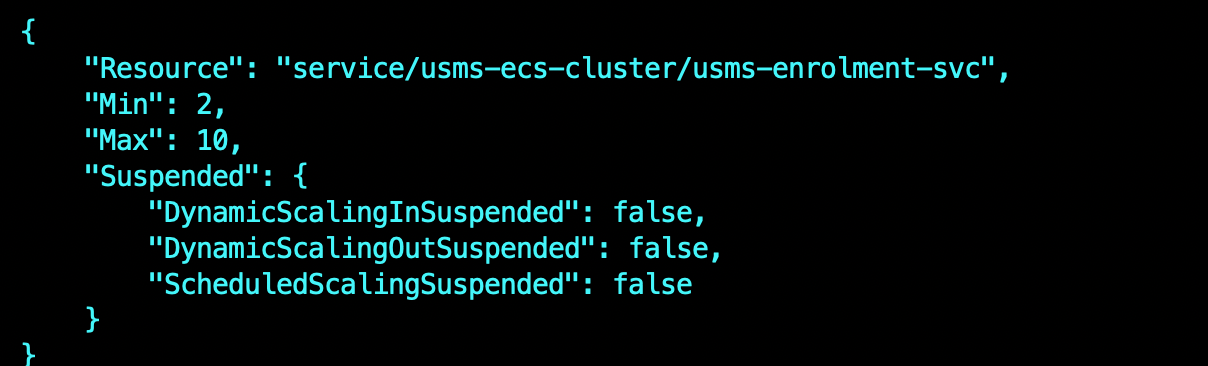 {
    "Resource": "service/usms-ecs-cluster/usms-enrolment-svc",
    "Min": 2,
    "Max": 10,
    "Suspended": {
        "DynamicScalingInSuspended": false,
        "DynamicScalingOutSuspended": false,
        "ScheduledScalingSuspended": false
    }
}